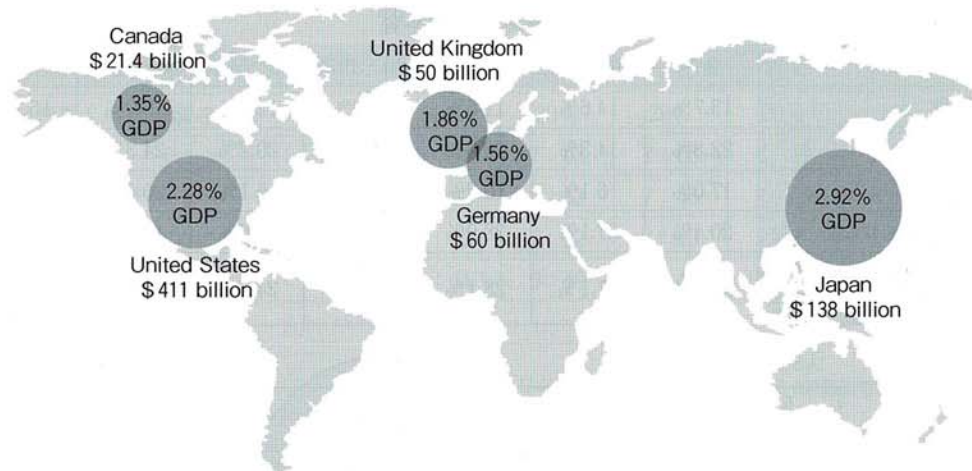 Canada
$ 21.4 billion
1.35%
GDP
United Kingdom
$ 50 billion
1.86%
GDP
1.56%
GDP
Germany
$ 60 billion
2.28%
GDP
United States
$ 411 billion
2.92%
GDP
Japan
$ 138 billion